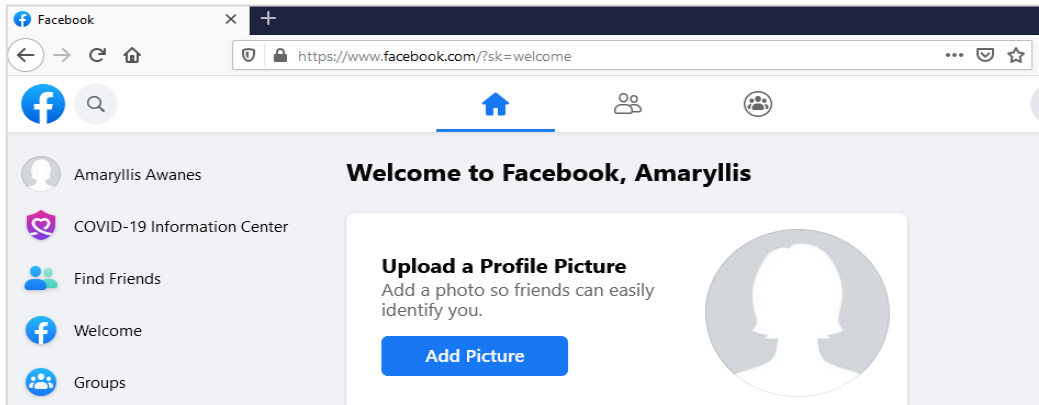 Facebook
https://www.facebook.com/?sk=welcome
Amaryllis Awanes
COVID-19 Information Center
Find Friends
Welcome
Groups
Welcome to Facebook, Amaryllis
Upload a Profile Picture
Add a photo so friends can easily
identify you.
Add Picture